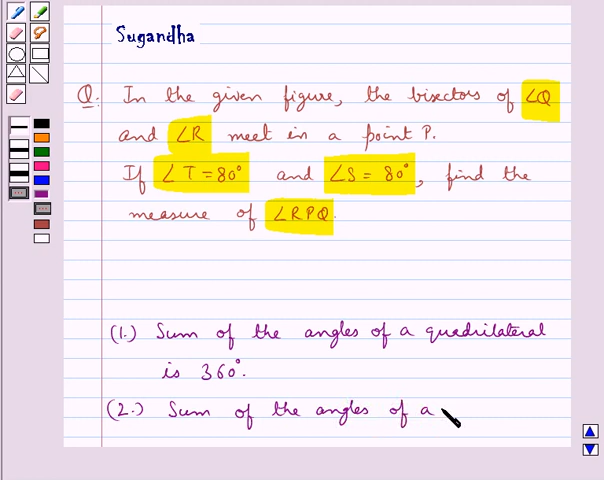 Sugandha
Q. In the given figure, the bisectors of ∠Q
and ∠R meet in a point P.
If ∠T = 80° and ∠S = 80°, find the
measure of ∠RPQ.
(1.) Sum of the angles of a quadrilateral
is 360°.
(2.) Sum of the angles of a